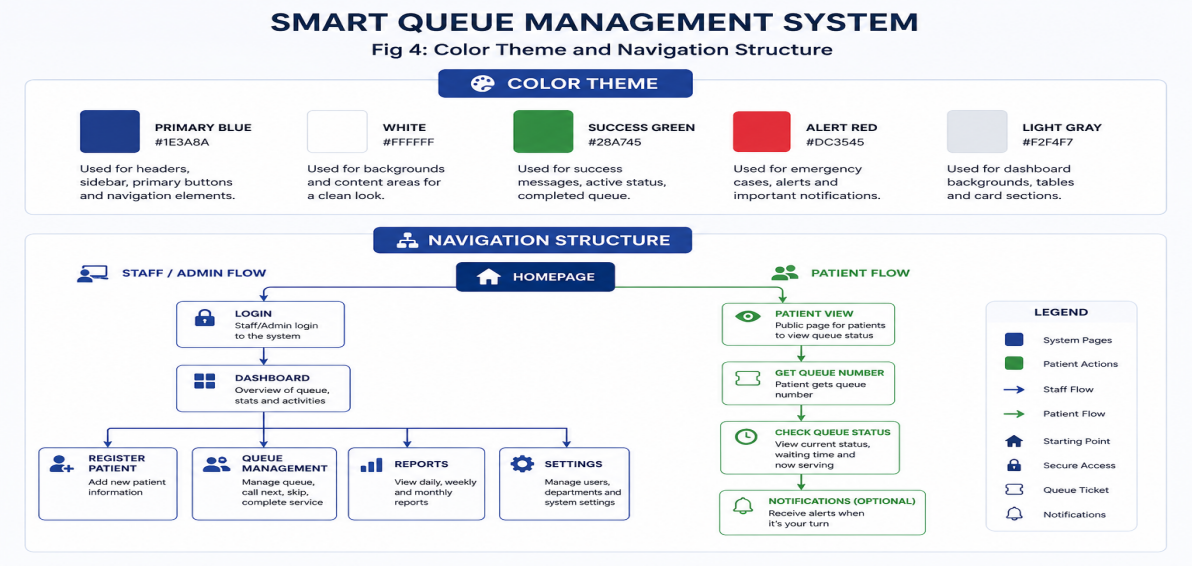 SMART QUEUE MANAGEMENT SYSTEM
Fig 4: Color Theme and Navigation Structure
COLOR THEME
PRIMARY BLUE
#1E3A8A
Used for headers,
sidebar, primary buttons
and navigation elements.
WHITE
#FFFFFF
Used for backgrounds
and content areas for
a clean look.
SUCCESS GREEN
#28A745
Used for success
messages, active status,
completed queue.
ALERT RED
#DC3545
Used for emergency
cases, alerts and
important notifications.
LIGHT GRAY
#F2F4F7
Used for dashboard
backgrounds, tables
and card sections.
NAVIGATION STRUCTURE
STAFF / ADMIN FLOW
HOMEPAGE
PATIENT FLOW
LOGIN
Staff/Admin login
to the system
DASHBOARD
Overview of queue,
stats and activities
REGISTER
PATIENT
Add new patient
information
QUEUE
MANAGEMENT
Manage queue,
call next, skip,
complete service
REPORTS
View daily, weekly
and monthly
reports
SETTINGS
Manage users,
departments and
system settings
PATIENT VIEW
Public page for patients
to view queue status
GET QUEUE NUMBER
Patient gets queue
number
CHECK QUEUE STATUS
View current status,
waiting time and
now serving
NOTIFICATIONS (OPTIONAL)
Receive alerts when
it's your turn
LEGEND
System Pages
Patient Actions
Staff Flow
Patient Flow
Starting Point
Secure Access
Queue Ticket
Notifications